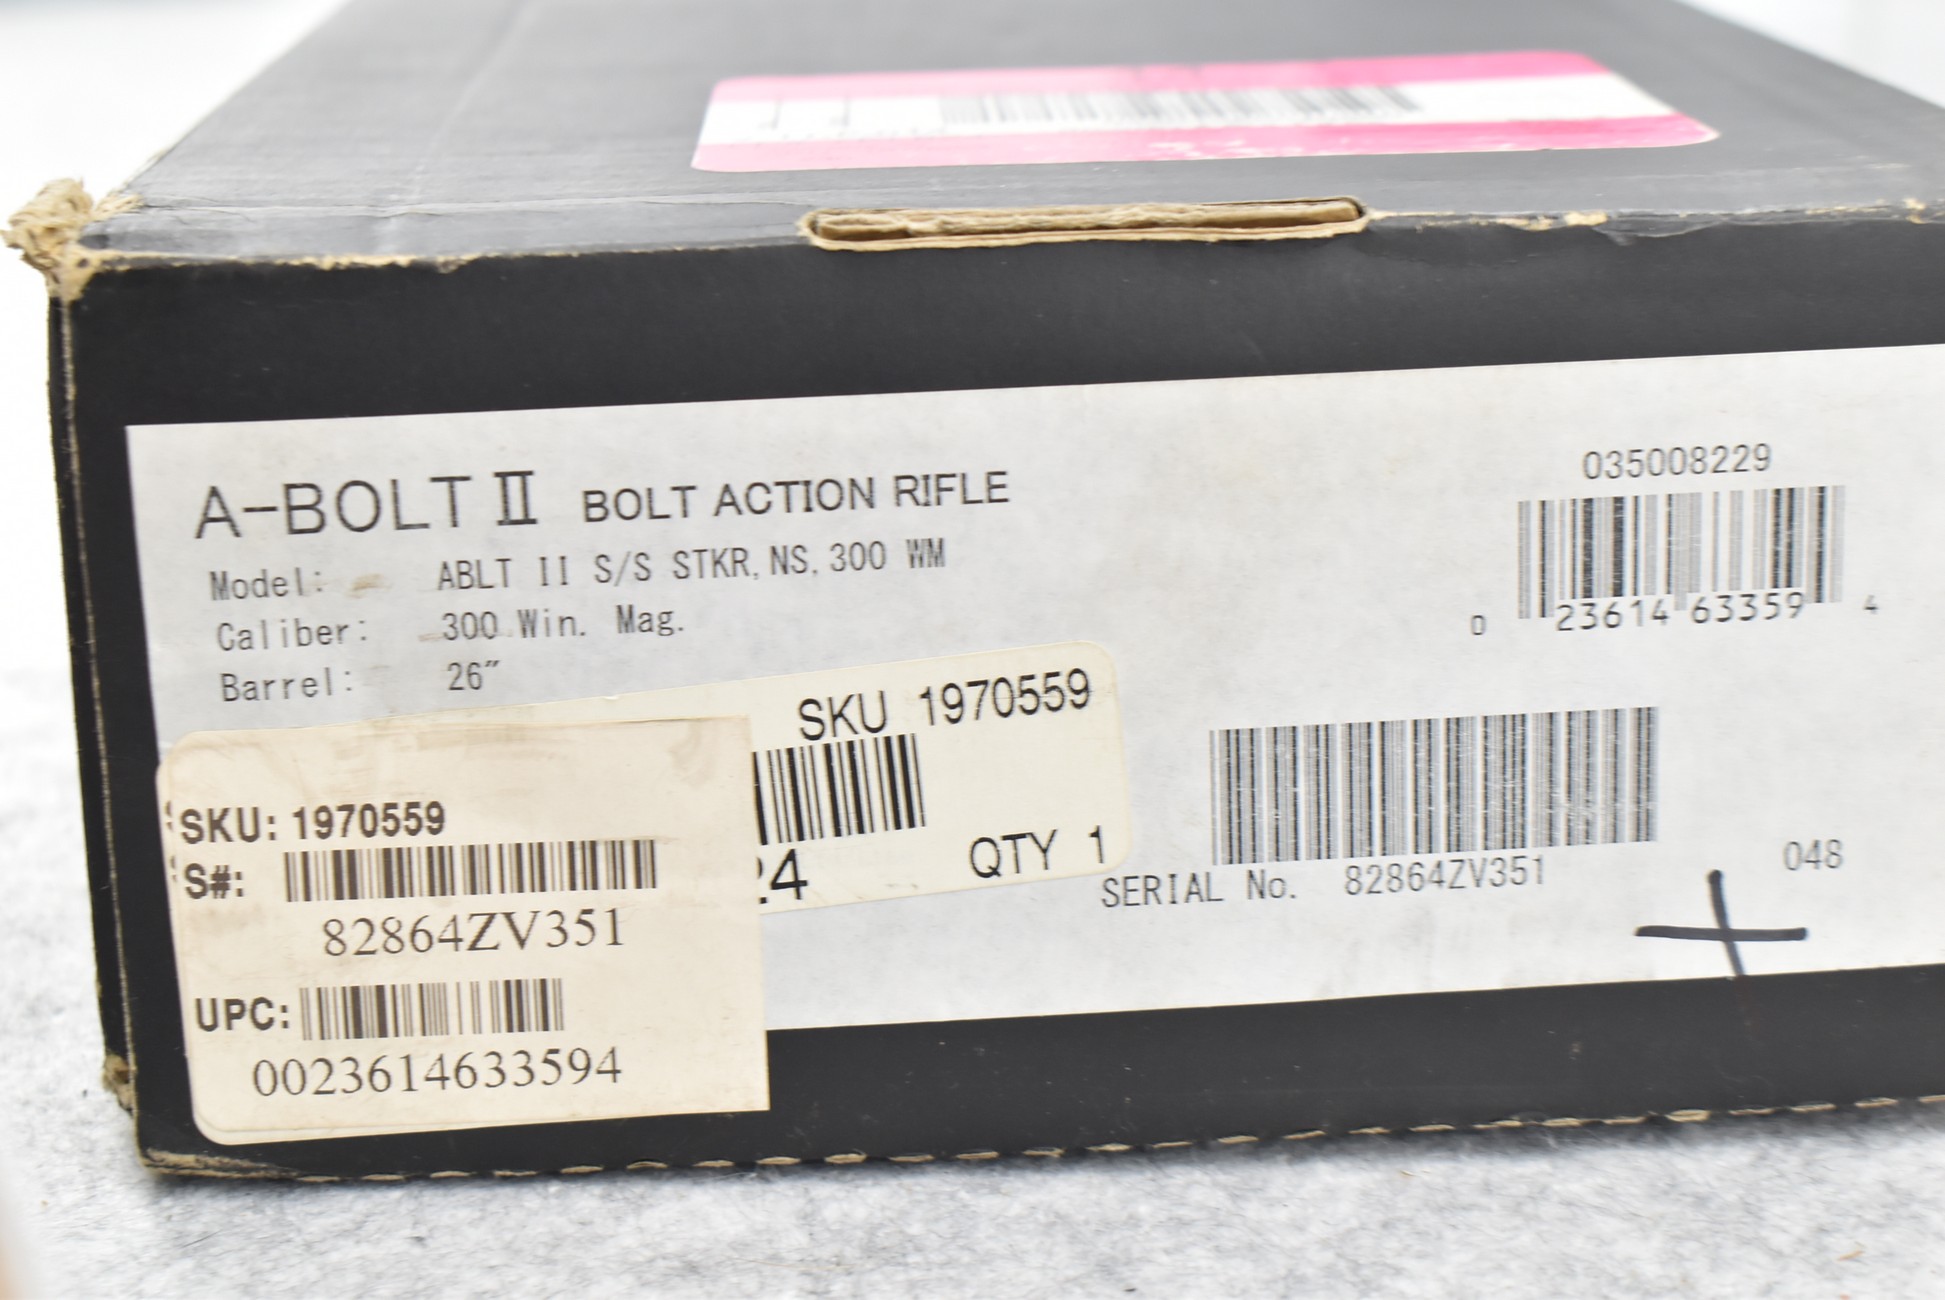 A-BOLT II BOLT ACTION RIFLE
Model: ABLT II S/S STKR, NS, 300 WM
Caliber: 300 Win. Mag.
Barrel: 26"
035008229
0 23614 63359 4
SKU 1970559
24
QTY 1
SERIAL No. 82864ZV351
048
SKU: 1970559
S#:
82864ZV351
UPC:
0023614633594